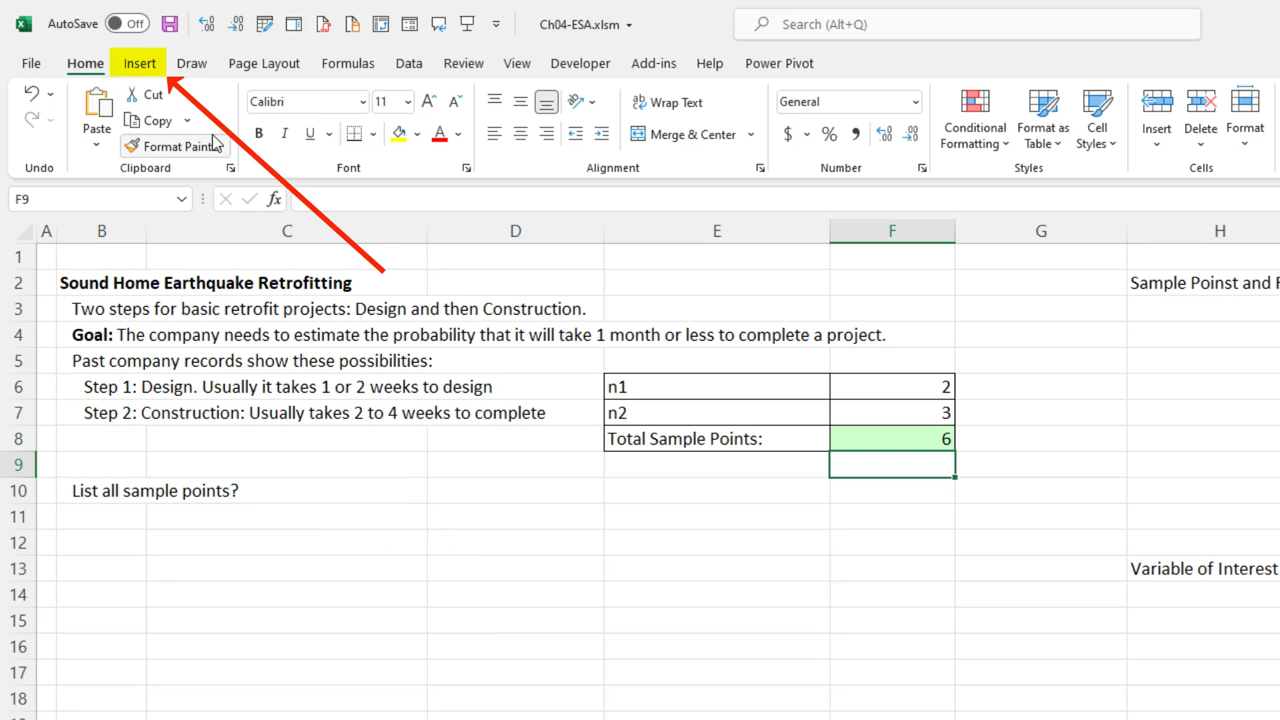 AutoSave Off Ch04-ESA.xlsm Search (Alt+Q)
File Home Insert Draw Page Layout Formulas Data Review View Developer Add-ins Help Power Pivot
Cut
Copy
Format Painter
Paste
Calibri 11
B I U A
Wrap Text
Merge & Center
General
$ % ,
Conditional Formatting
Format as Table
Cell Styles
Insert Delete Format
Undo Clipboard Font Alignment Number Styles Cells
F9 fx
A B C D E F G H
1
2 Sound Home Earthquake Retrofitting Sample Poinst and F
3 Two steps for basic retrofit projects: Design and then Construction.
4 Goal: The company needs to estimate the probability that it will take 1 month or less to complete a project.
5 Past company records show these possibilities:
6 Step 1: Design. Usually it takes 1 or 2 weeks to design n1 2
7 Step 2: Construction: Usually takes 2 to 4 weeks to complete n2 3
8 Total Sample Points: 6
9
10 List all sample points?
11
12
13 Variable of Interest
14
15
16
17
18